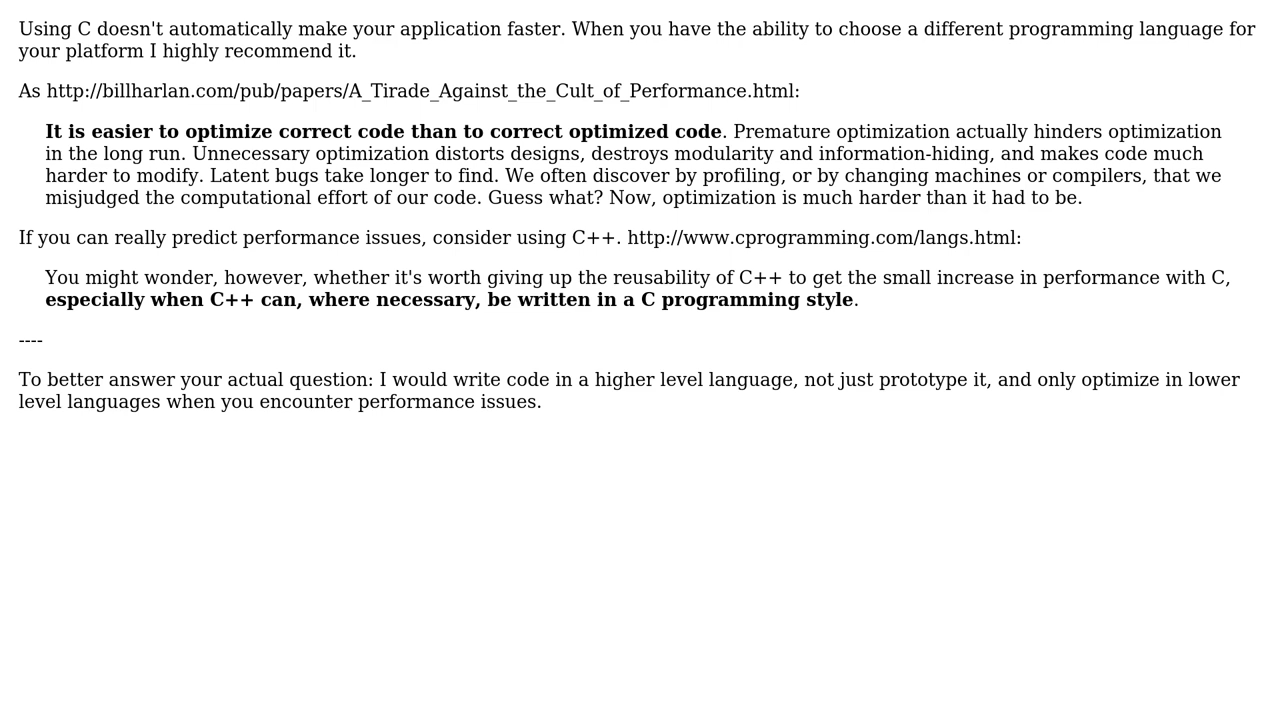 Using C doesn't automatically make your application faster. When you have the ability to choose a different programming language for
your platform I highly recommend it.
As http://billharlan.com/pub/papers/A_Tirade_Against_the_Cult_of_Performance.html:
It is easier to optimize correct code than to correct optimized code. Premature optimization actually hinders optimization
in the long run. Unnecessary optimization distorts designs, destroys modularity and information-hiding, and makes code much
harder to modify. Latent bugs take longer to find. We often discover by profiling, or by changing machines or compilers, that we
misjudged the computational effort of our code. Guess what? Now, optimization is much harder than it had to be.
If you can really predict performance issues, consider using C++. http://www.cprogramming.com/langs.html:
You might wonder, however, whether it's worth giving up the reusability of C++ to get the small increase in performance with C,
especially when C++ can, where necessary, be written in a C programming style.
----
To better answer your actual question: I would write code in a higher level language, not just prototype it, and only optimize in lower
level languages when you encounter performance issues.